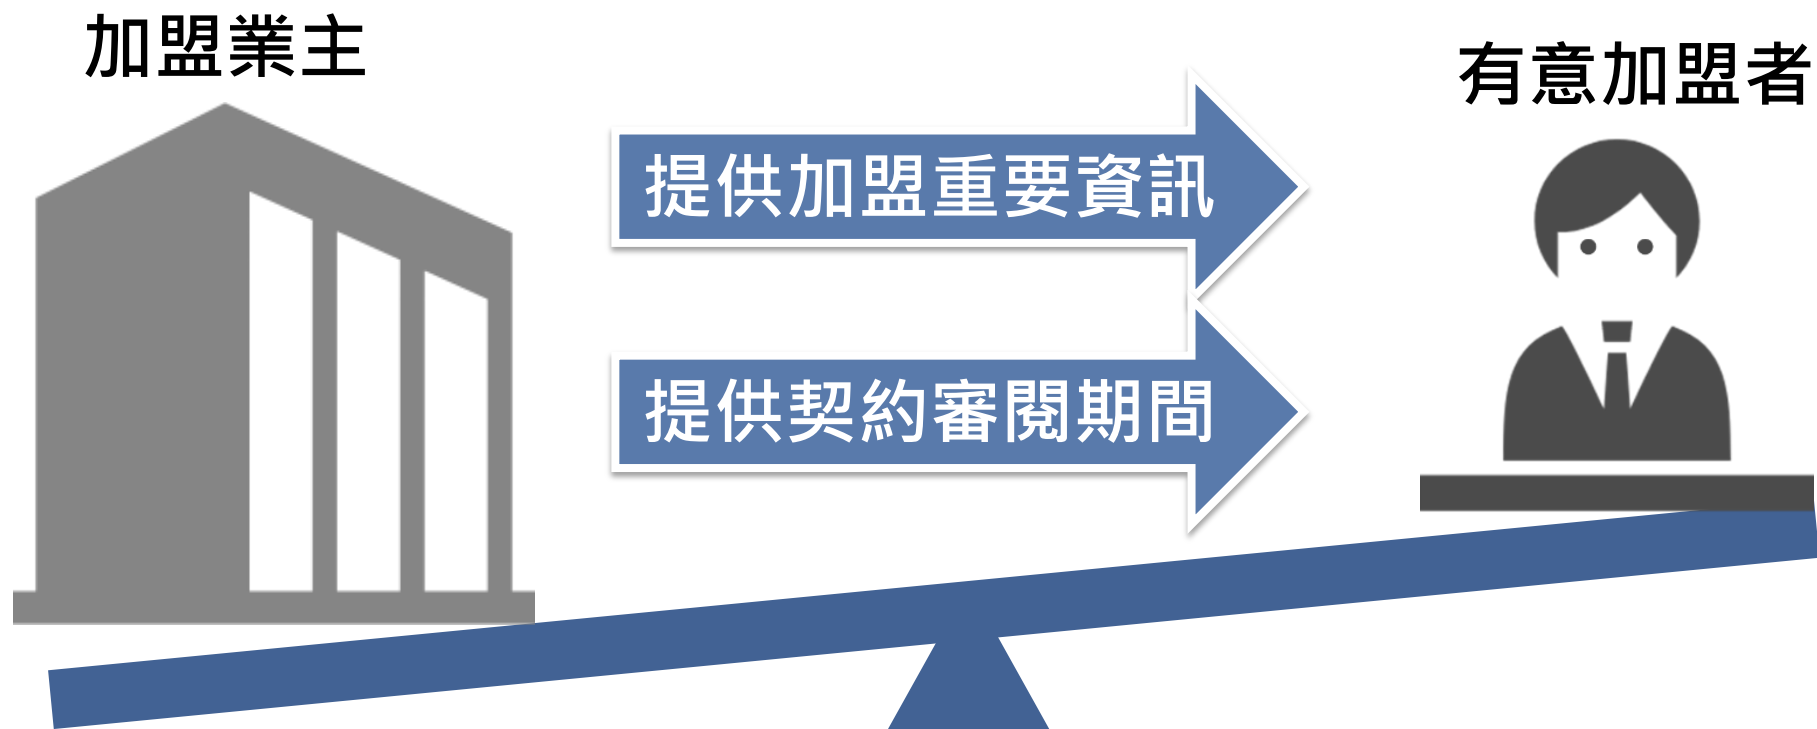 加盟業主
有意加盟者
提供加盟重要資訊
提供契約審閱期間